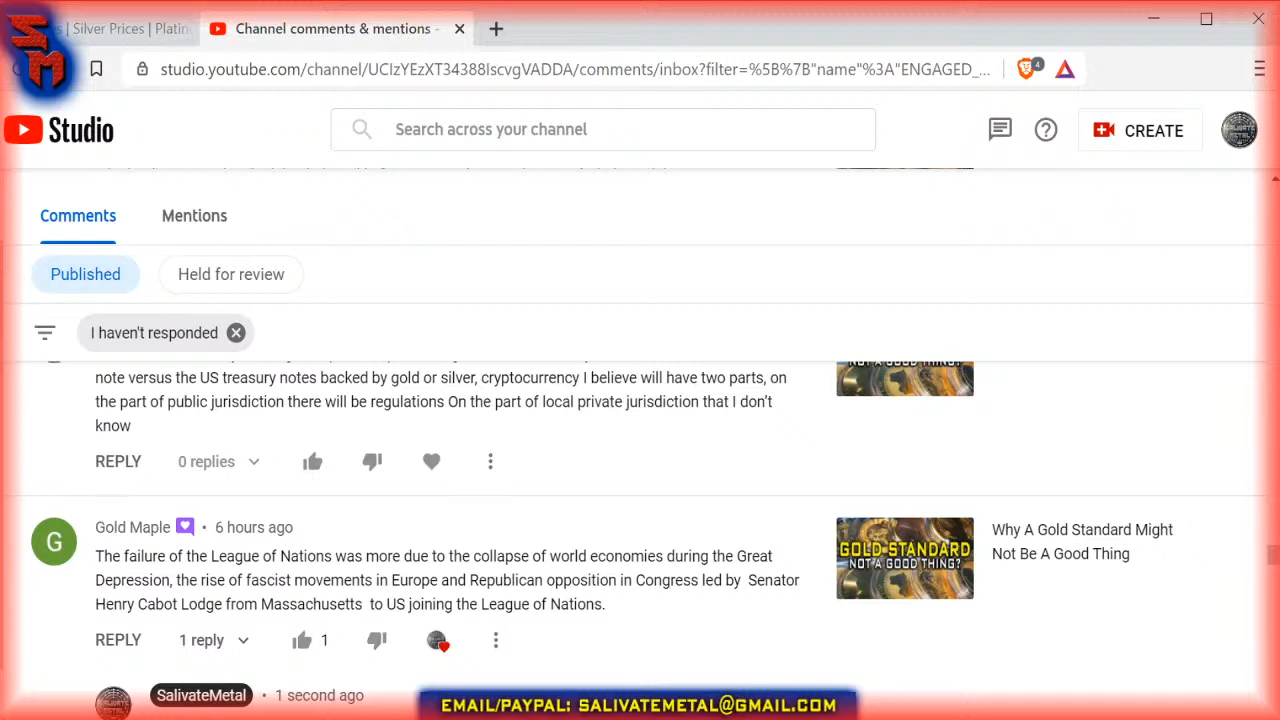 SM
Silver Prices | Platin
Channel comments & mentions -
studio.youtube.com/channel/UCIzYEzXT34388IscvgVADDA/comments/inbox?filter=%5B%7B"name"%3A"ENGAGED_...
4
Studio
Search across your channel
CREATE
Comments
Mentions
Published
Held for review
I haven't responded
note versus the US treasury notes backed by gold or silver, cryptocurrency I believe will have two parts, on
the part of public jurisdiction there will be regulations On the part of local private jurisdiction that I don't
know
NOT A GOOD THING?
REPLY
0 replies
G
Gold Maple • 6 hours ago
The failure of the League of Nations was more due to the collapse of world economies during the Great
Depression, the rise of fascist movements in Europe and Republican opposition in Congress led by Senator
Henry Cabot Lodge from Massachusetts to US joining the League of Nations.
GOLD STANDARD
NOT A GOOD THING?
Why A Gold Standard Might
Not Be A Good Thing
REPLY
1 reply
1
SalivateMetal • 1 second ago
EMAIL/PAYPAL: SALIVATEMETAL@GMAIL.COM